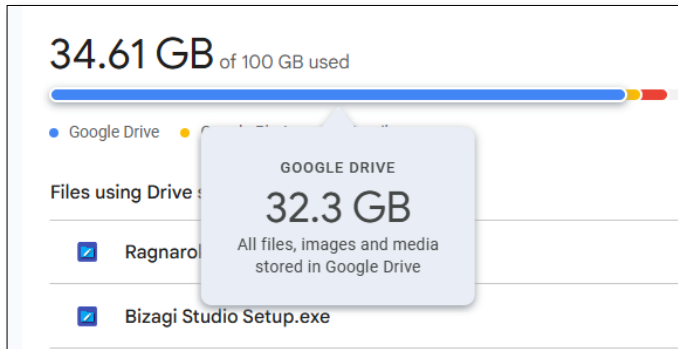 34.61 GB of 100 GB used
Google Drive
GOOGLE DRIVE
32.3 GB
All files, images and media
stored in Google Drive
Files using Drive
Bizagi Studio Setup.exe